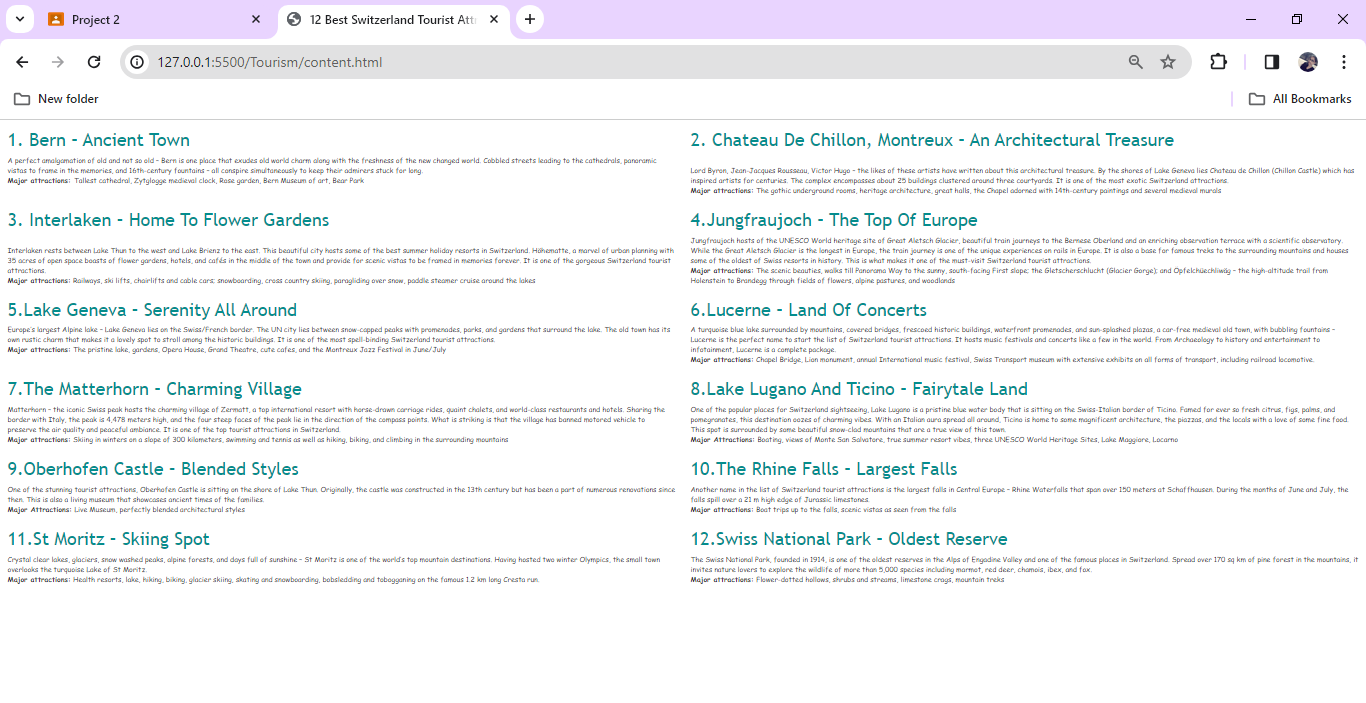 Project 2
12 Best Switzerland Tourist Attr
127.0.0.1:5500/Tourism/content.html
New folder
All Bookmarks
1. Bern - Ancient Town
A perfect amalgamation of old and not so old – Bern is one place that exudes old world charm along with the freshness of the new changed world. Cobbled streets leading to the cathedrals, panoramic
vistas to frame in the memories, and 16th-century fountains – all conspire simultaneously to keep their admirers stuck for long.
Major attractions: Tallest cathedral, Zytglogge medieval clock, Rose garden, Bern Museum of art, Bear Park
2. Chateau De Chillon, Montreux - An Architectural Treasure
Lord Byron, Jean-Jacques Rousseau, Victor Hugo – the likes of these artists have written about this architectural treasure. By the shores of Lake Geneva lies Chateau de Chillon (Chillon Castle) which has
inspired artists for centuries. The complex encompasses about 25 buildings clustered around three courtyards. It is one of the most exotic Switzerland attractions.
Major attractions: The gothic underground rooms, heritage architecture, great halls, the Chapel adorned with 14th-century paintings and several medieval murals
3. Interlaken - Home To Flower Gardens
Interlaken rests between Lake Thun to the west and Lake Brienz to the east. This beautiful city hosts some of the best summer holiday resorts in Switzerland. Höhematte, a marvel of urban planning with
35 acres of open space boasts of flower gardens, hotels, and cafés in the middle of the town and provide for scenic vistas to be framed in memories forever. It is one of the gorgeous Switzerland tourist
attractions.
Major attractions: Railways, ski lifts, chairlifts and cable cars: snowboarding, cross country skiing, paragliding over snow, paddle steamer cruise around the lakes
4.Jungfraujoch - The Top Of Europe
Jungfraujoch hosts of the UNESCO World heritage site of Great Aletsch Glacier, beautiful train journeys to the Bernese Oberland and an enriching observation terrace with a scientific observatory.
While the Great Aletsch Glacier is the longest in Europe, the train journey is one of the unique experiences on rails in Europe. It is also a base for famous treks to the surrounding mountains and houses
some of the oldest of Swiss resorts in history. This is what makes it one of the must-visit Switzerland tourist attractions.
Major attractions: The scenic beauties, walks till Panorama Way to the sunny, south-facing First slope; the Gletscherschlucht (Glacier Gorge); and Opfelchüechliwäg – the high-altitude trail from
Holenstein to Brandegg through fields of flowers, alpine pastures, and woodlands
5.Lake Geneva - Serenity All Around
Europe's largest Alpine lake – Lake Geneva lies on the Swiss/French border. The UN city lies between snow-capped peaks with promenades, parks, and gardens that surround the lake. The old town has its
own rustic charm that makes it a lovely spot to stroll among the historic buildings. It is one of the most spell-binding Switzerland tourist attractions.
Major attractions: The pristine lake, gardens, Opera House, Grand Theatre, cute cafes, and the Montreux Jazz Festival in June/July
6.Lucerne - Land Of Concerts
A turquoise blue lake surrounded by mountains, covered bridges, frescoed historic buildings, waterfront promenades, and sun-splashed plazas, a car-free medieval old town, with bubbling fountains –
Lucerne is the perfect name to start the list of Switzerland tourist attractions. It hosts music festivals and concerts like a few in the world. From Archaeology to history and entertainment to
infotainment, Lucerne is a complete package.
Major attractions: Chapel Bridge, Lion monument, annual International music festival, Swiss Transport museum with extensive exhibits on all forms of transport, including railroad locomotive.
7.The Matterhorn - Charming Village
Matterhorn – the iconic Swiss peak hosts the charming village of Zermatt, a top international resort with horse-drawn carriage rides, quaint chalets, and world-class restaurants and hotels. Sharing the
border with Italy, the peak is 4,478 meters high, and the four steep faces of the peak lie in the direction of the compass points. What is striking is that the village has banned motored vehicle to
preserve the air quality and peaceful ambiance. It is one of the top tourist attractions in Switzerland.
Major attractions: Skiing in winters on a slope of 300 kilometers, swimming and tennis as well as hiking, biking, and climbing in the surrounding mountains
8.Lake Lugano And Ticino - Fairytale Land
One of the popular places for Switzerland sightseeing, Lake Lugano is a pristine blue water body that is sitting on the Swiss-Italian border of Ticino. Famed for ever so fresh citrus, figs, palms, and
pomegranates, this destination oozes of charming vibes. With an Italian aura spread all around, Ticino is home to some magnificent architecture, the piazzas, and the locals with a love of some fine food.
This spot is surrounded by some beautiful snow-clad mountains that are a true view of this town.
Major Attractions: Boating, views of Monte San Salvatore, true summer resort vibes, three UNESCO World Heritage Sites, Lake Maggiore, Locarno
9.Oberhofen Castle - Blended Styles
One of the stunning tourist attractions, Oberhofen Castle is sitting on the shore of Lake Thun. Originally, the castle was constructed in the 13th century but has been a part of numerous renovations since
then. This is also a living museum that showcases ancient times of the families.
Major Attractions: Live Museum, perfectly blended architectural styles
10.The Rhine Falls - Largest Falls
Another name in the list of Switzerland tourist attractions is the largest falls in Central Europe – Rhine Waterfalls that span over 150 meters at Schaffhausen. During the months of June and July, the
falls spill over a 21 m high edge of Jurassic limestones.
Major attractions: Boat trips up to the falls, scenic vistas as seen from the falls
11.St Moritz - Skiing Spot
Crystal clear lakes, glaciers, snow washed peaks, alpine forests, and days full of sunshine – St Moritz is one of the world's top mountain destinations. Having hosted two winter Olympics, the small town
overlooks the turquoise Lake of St Moritz.
Major attractions: Health resorts, lake, hiking, biking, glacier skiing, skating and snowboarding, bobsledding and tobogganing on the famous 1.2 km long Cresta run.
12.Swiss National Park - Oldest Reserve
The Swiss National Park, founded in 1914, is one of the oldest reserves in the Alps of Engadine Valley and one of the famous places in Switzerland. Spread over 170 sq km of pine forest in the mountains, it
invites nature lovers to explore the wildlife of more than 5,000 species including marmot, red deer, chamois, ibex, and fox.
Major attractions: Flower-dotted hollows, shrubs and streams, limestone crags, mountain treks